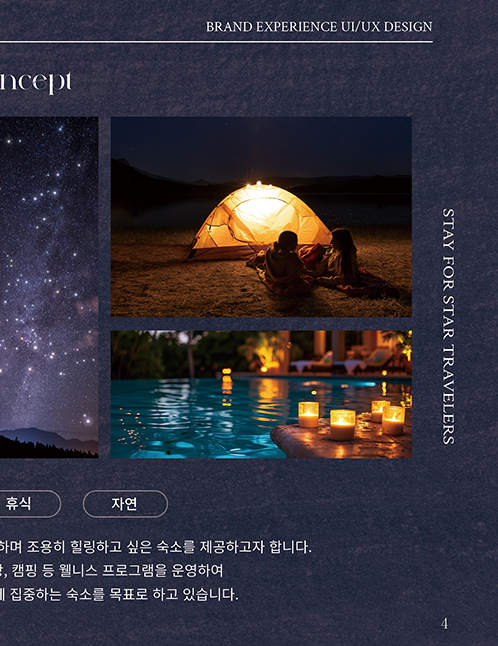 BRAND EXPERIENCE UI/UX DESIGN
ncept
STAY FOR STAR TRAVELERS
휴식
자연
하며 조용히 힐링하고 싶은 숙소를 제공하고자 합니다.
, 캠핑 등 웰니스 프로그램을 운영하여
집중하는 숙소를 목표로 하고 있습니다.
4